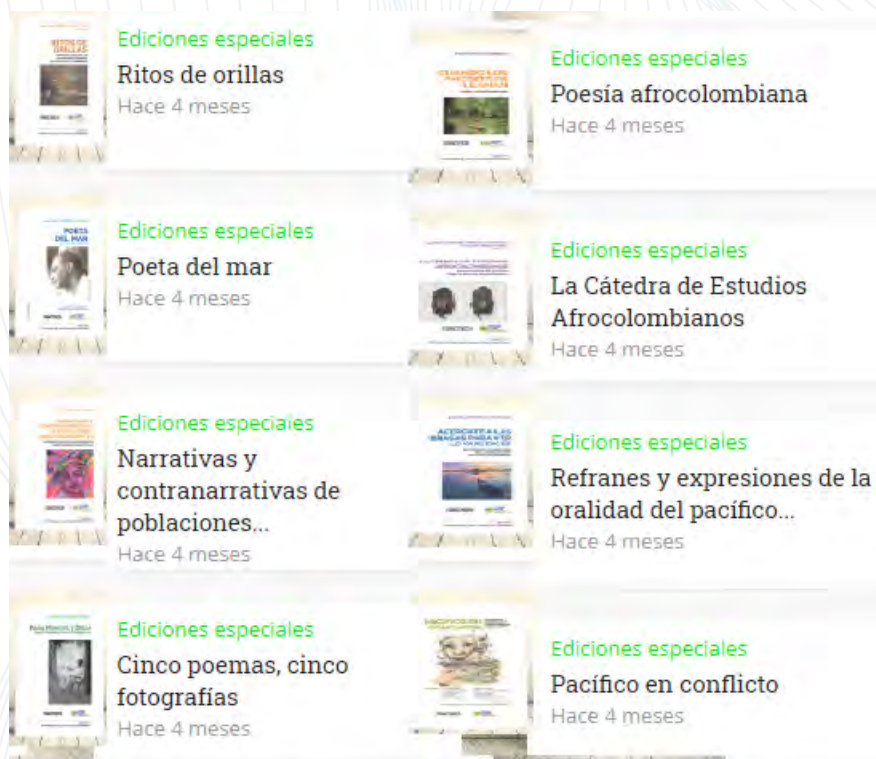 Ediciones especiales
Ritos de orillas
Hace 4 meses
Ediciones especiales
Poesía afrocolombiana
Hace 4 meses
POETA
DEL MAR
Ediciones especiales
Poeta del mar
Hace 4 meses
Ediciones especiales
La Cátedra de Estudios
Afrocolombianos
Hace 4 meses
Ediciones especiales
Narrativas y
contranarrativas de
poblaciones...
Hace 4 meses
Ediciones especiales
Refranes y expresiones de la
oralidad del pacífico...
Hace 4 meses
Ediciones especiales
Cinco poemas, cinco
fotografías
Hace 4 meses
Ediciones especiales
Pacífico en conflicto
Hace 4 meses